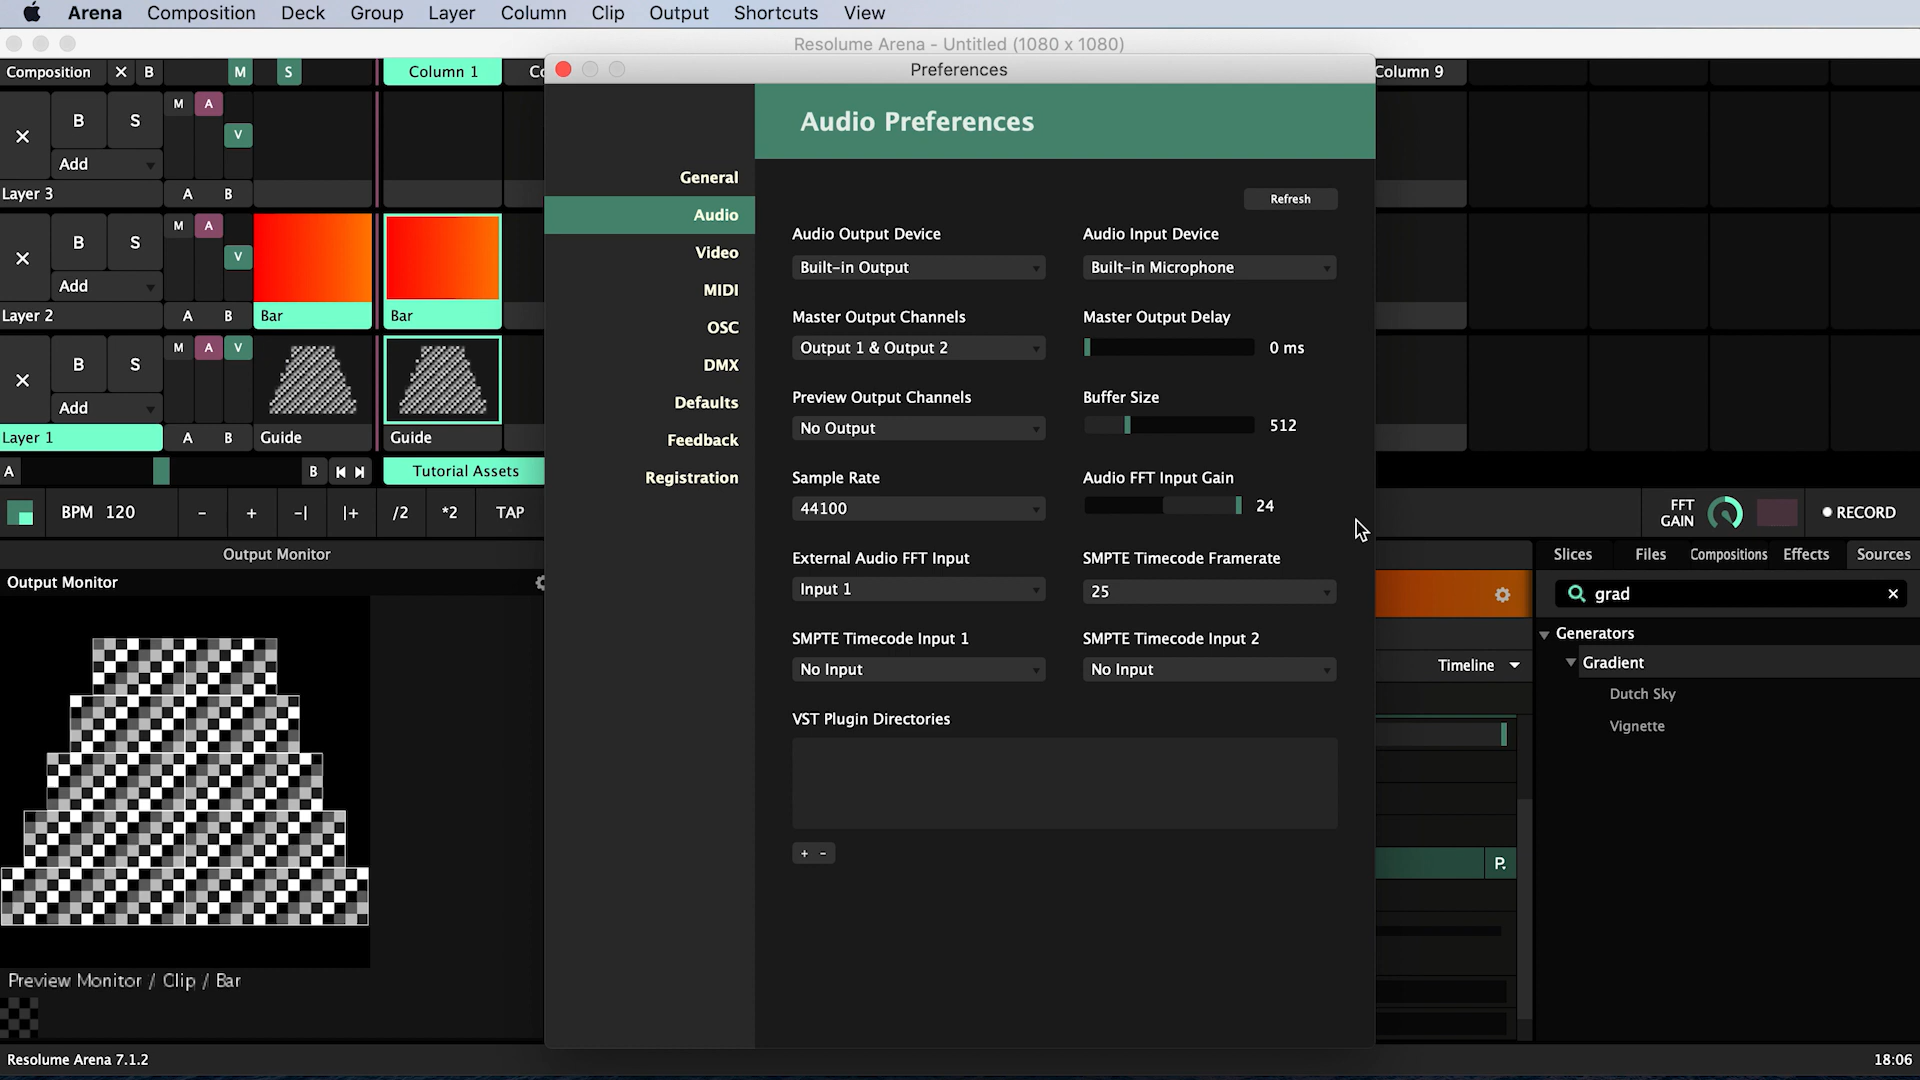 Arena Composition Deck Group Layer Column Clip Output Shortcuts View
Resolume Arena - Untitled (1080 x 1080)
Composition X B M S Column 1 Co Column 9
Preferences
Audio Preferences
General
Audio
Video
MIDI
OSC
DMX
Defaults
Feedback
Registration
Refresh
Audio Output Device
Built-in Output
Audio Input Device
Built-in Microphone
Master Output Channels
Output 1 & Output 2
Master Output Delay
0 ms
Preview Output Channels
No Output
Buffer Size
512
Sample Rate
44100
Audio FFT Input Gain
24
External Audio FFT Input
Input 1
SMPTE Timecode Framerate
25
SMPTE Timecode Input 1
No Input
SMPTE Timecode Input 2
No Input
VST Plugin Directories
+ -
X B S M A V
Add
Layer 3 A B
X B S M A V
Add
Layer 2 A B Bar Bar
X B S M A V
Add
Layer 1 A B Guide Guide
A B Tutorial Assets
BPM 120 - + -| |+ /2 *2 TAP
FFT
GAIN
RECORD
Output Monitor
Output Monitor
Preview Monitor / Clip / Bar
Timeline
P.
Slices Files Compositions Effects Sources
grad
Generators
Gradient
Dutch Sky
Vignette
Resolume Arena 7.1.2
18:06